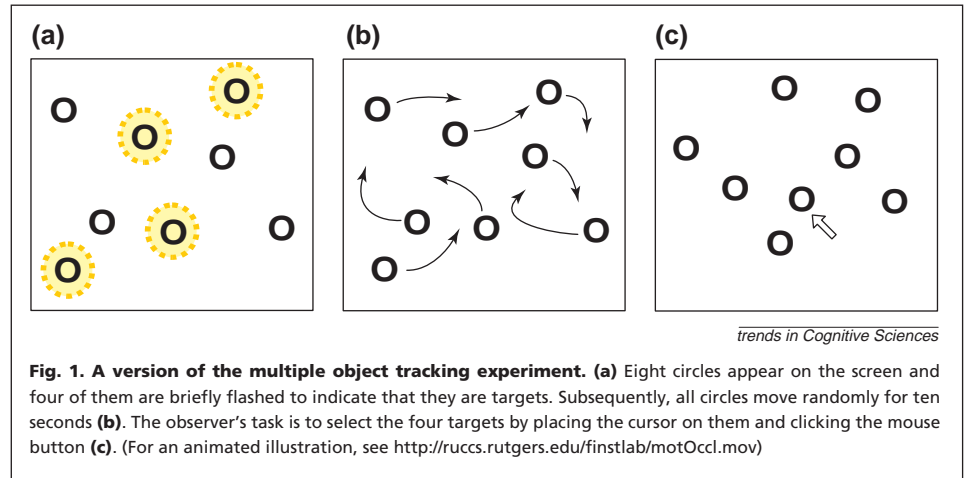 (a) (b) (c)
O O O O O O O O
O O O O O O O O
O O O O O O O O
trends in Cognitive Sciences
Fig. 1. A version of the multiple object tracking experiment. (a) Eight circles appear on the screen and
four of them are briefly flashed to indicate that they are targets. Subsequently, all circles move randomly for ten
seconds (b). The observer's task is to select the four targets by placing the cursor on them and clicking the mouse
button (c). (For an animated illustration, see http://ruccs.rutgers.edu/finstlab/motOccl.mov)